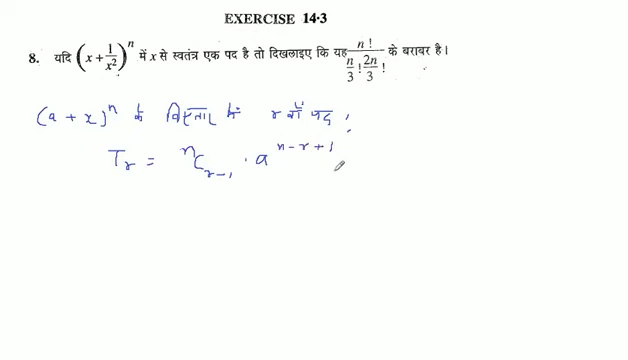 EXERCISE 14·3
8. यदि (x + 1/x²)ⁿ में x से स्वतंत्र एक पद है तो दिखलाइए कि यह n!/(n/3! 2n/3!) के बराबर है।
(a + x)ⁿ के विस्तार में r वाँ पद,
Tᵣ = ⁿCᵣ₋₁ · aⁿ⁻ʳ⁺¹